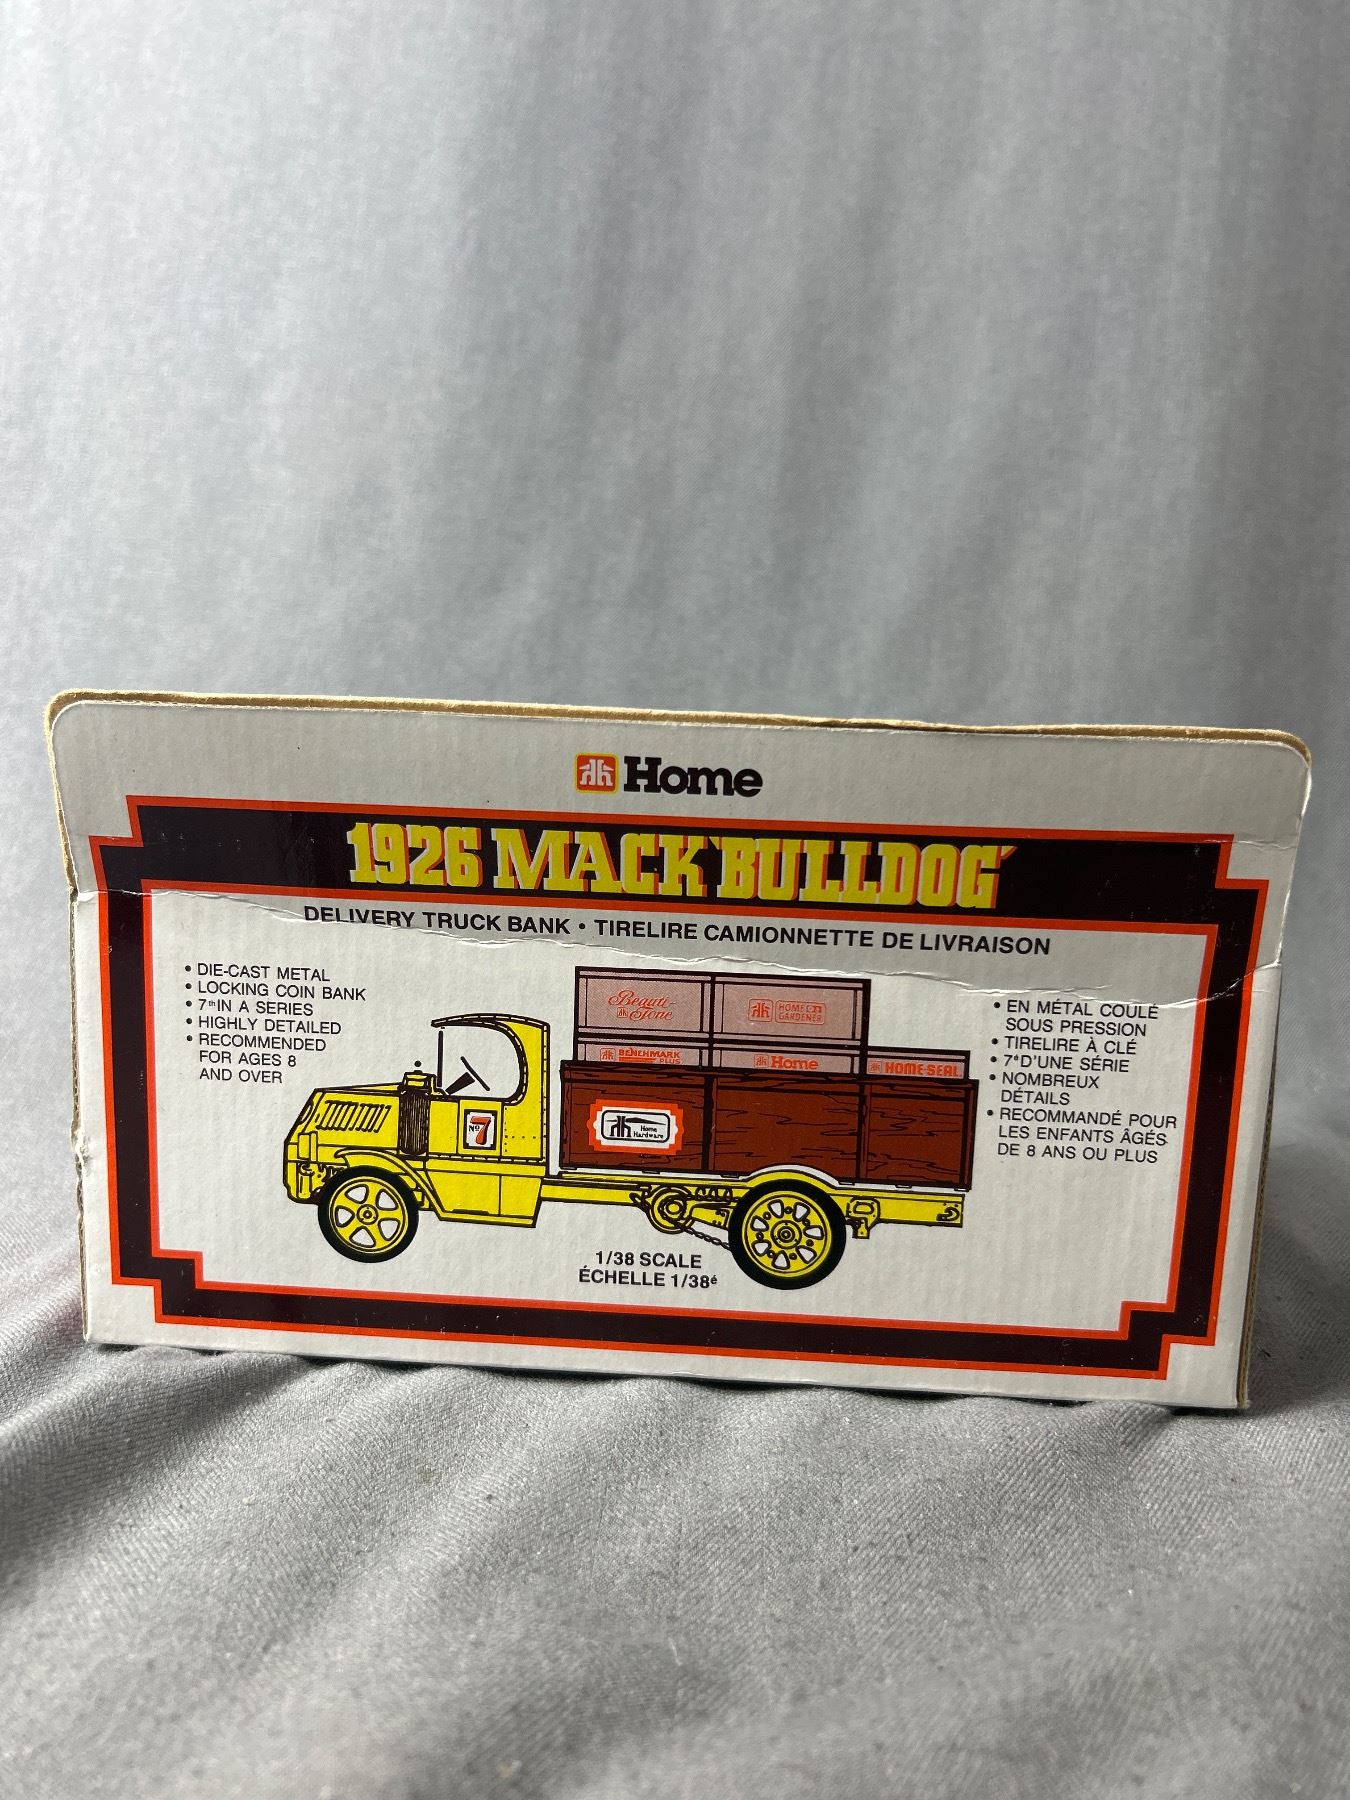 Home
1926 MACK 'BULLDOG'
DELIVERY TRUCK BANK • TIRELIRE CAMIONNETTE DE LIVRAISON
• DIE-CAST METAL
• LOCKING COIN BANK
• 7th IN A SERIES
• HIGHLY DETAILED
• RECOMMENDED
FOR AGES 8
AND OVER
Beauti-
Tone
HOME
GARDENER
BENCHMARK
PLUS
Home
HOME-SEAL
No 7
Home
Hardware
1/38 SCALE
ÉCHELLE 1/38é
• EN MÉTAL COULÉ
SOUS PRESSION
• TIRELIRE À CLÉ
• 7e D'UNE SÉRIE
• NOMBREUX
DÉTAILS
• RECOMMANDÉ POUR
LES ENFANTS ÂGÉS
DE 8 ANS OU PLUS